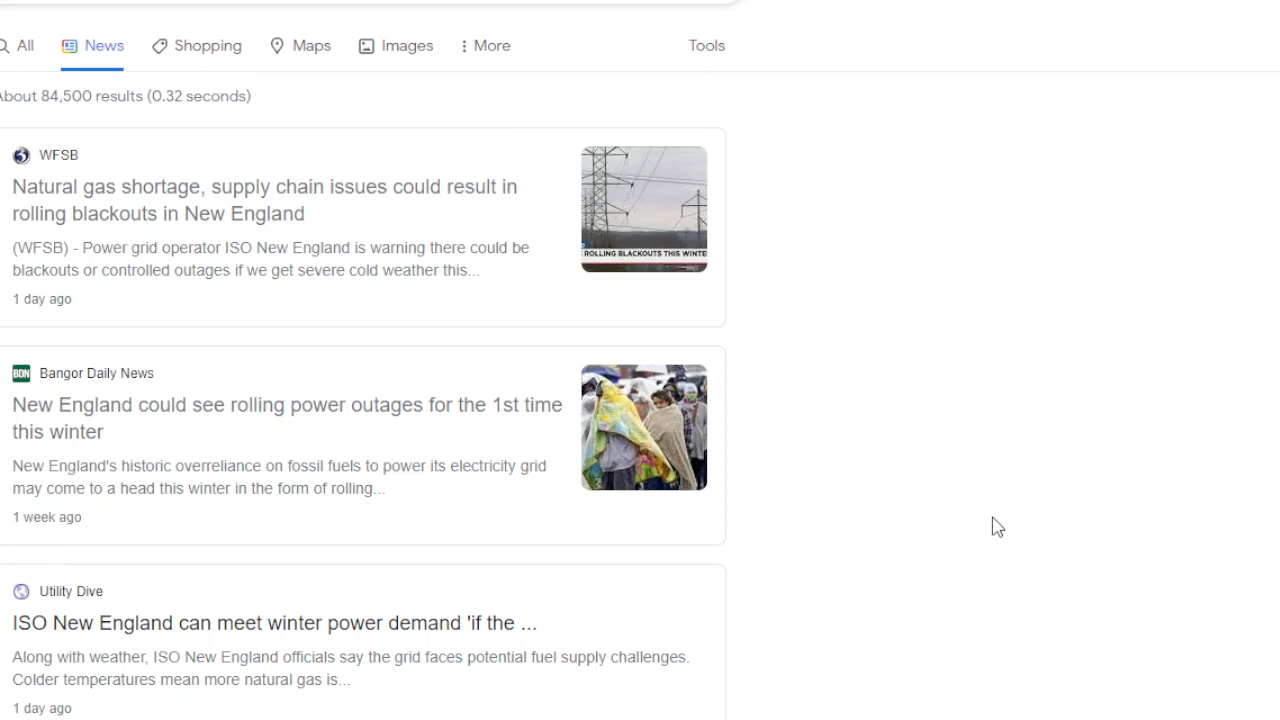 All News Shopping Maps Images More Tools
About 84,500 results (0.32 seconds)
WFSB
Natural gas shortage, supply chain issues could result in
rolling blackouts in New England
(WFSB) - Power grid operator ISO New England is warning there could be
blackouts or controlled outages if we get severe cold weather this...
1 day ago
ROLLING BLACKOUTS THIS WINTE
BDN Bangor Daily News
New England could see rolling power outages for the 1st time
this winter
New England's historic overreliance on fossil fuels to power its electricity grid
may come to a head this winter in the form of rolling...
1 week ago
Utility Dive
ISO New England can meet winter power demand 'if the ...
Along with weather, ISO New England officials say the grid faces potential fuel supply challenges.
Colder temperatures mean more natural gas is...
1 day ago